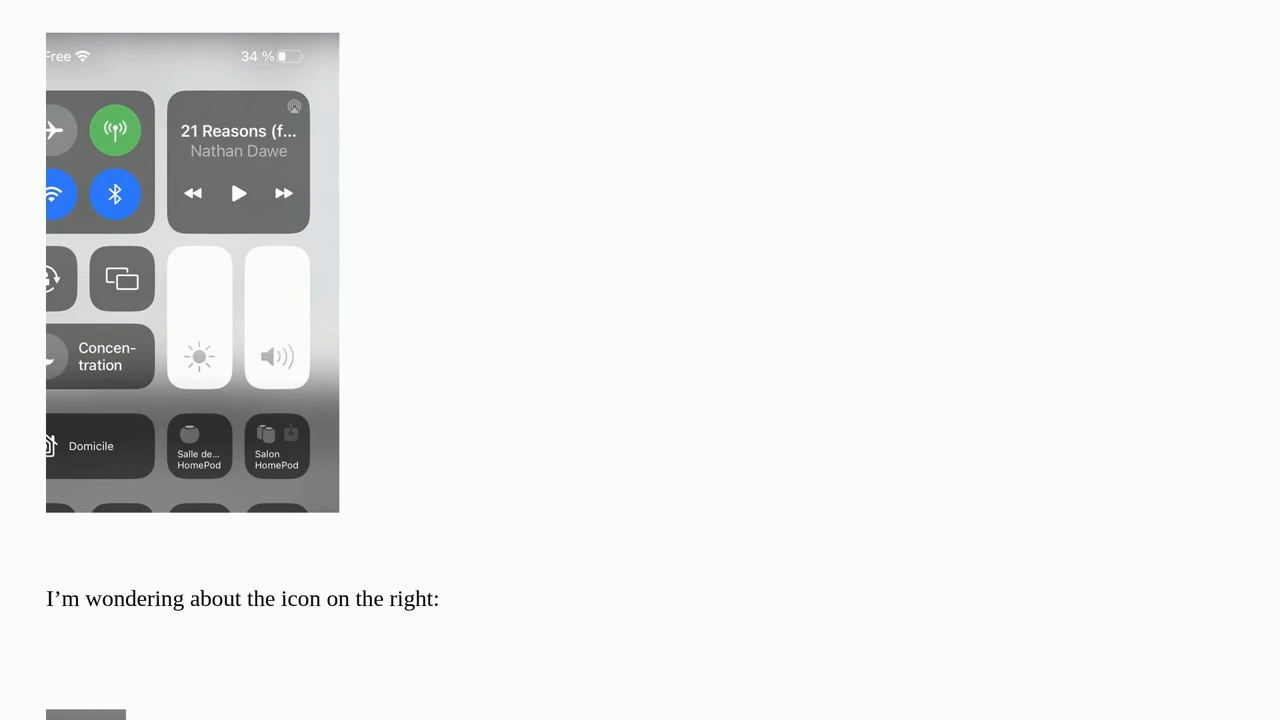 Free
34 %
21 Reasons (f...
Nathan Dawe
Concen-
tration
Domicile
Salle de...
HomePod
Salon
HomePod
I’m wondering about the icon on the right: